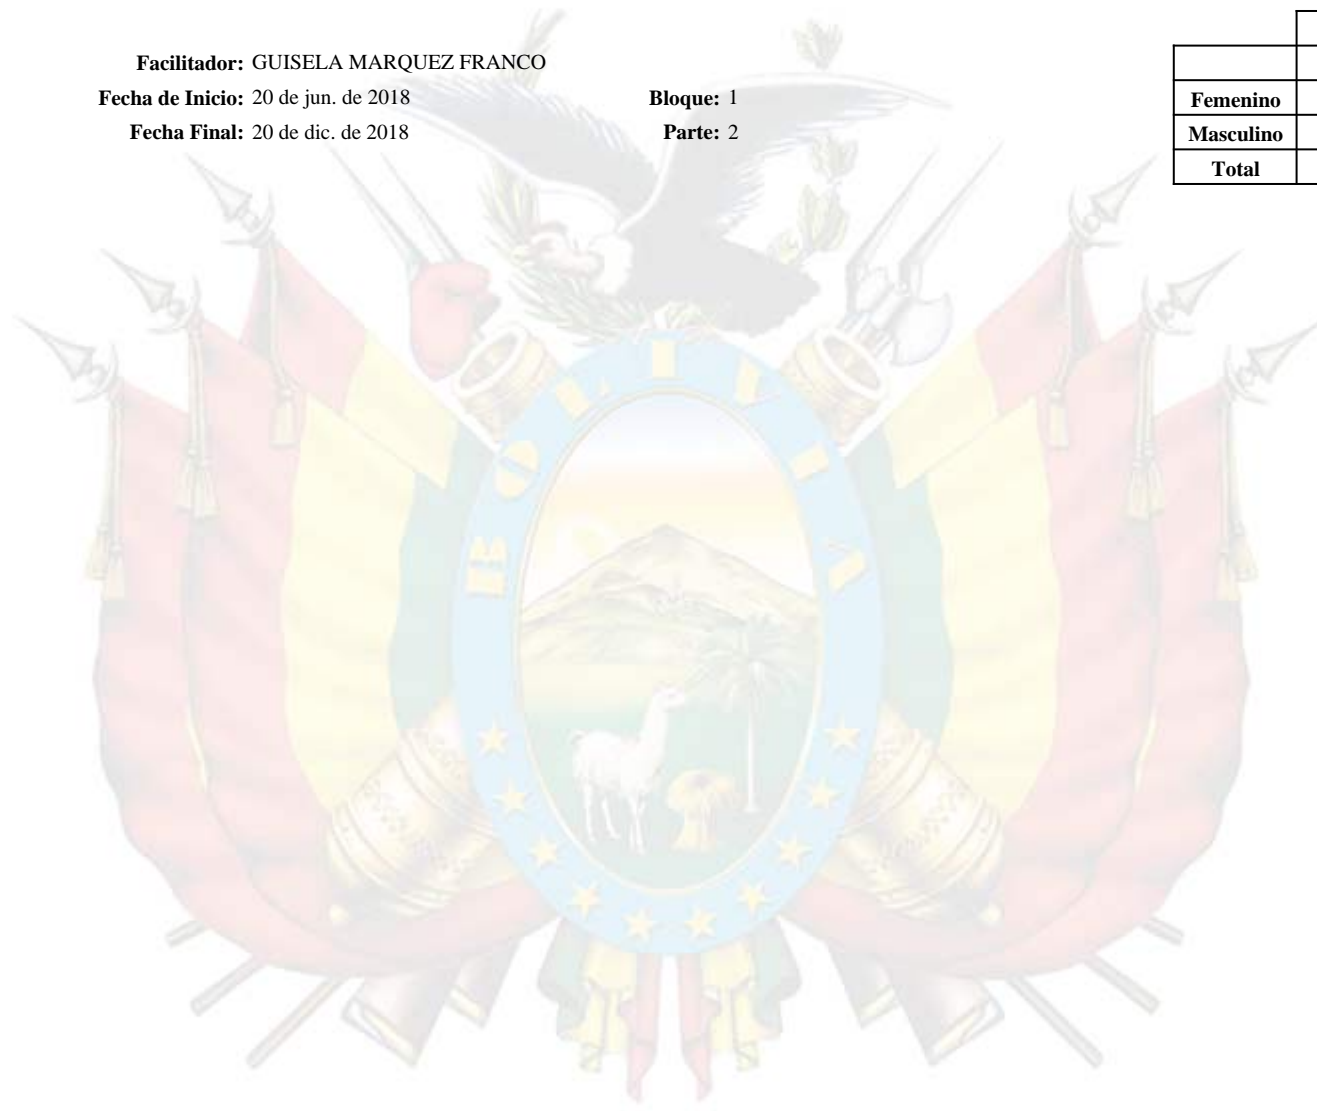 Facilitador: GUISELA MARQUEZ FRANCO
Fecha de Inicio: 20 de jun. de 2018 Bloque: 1
Fecha Final: 20 de dic. de 2018 Parte: 2
Femenino
Masculino
Total
BOLIVIA